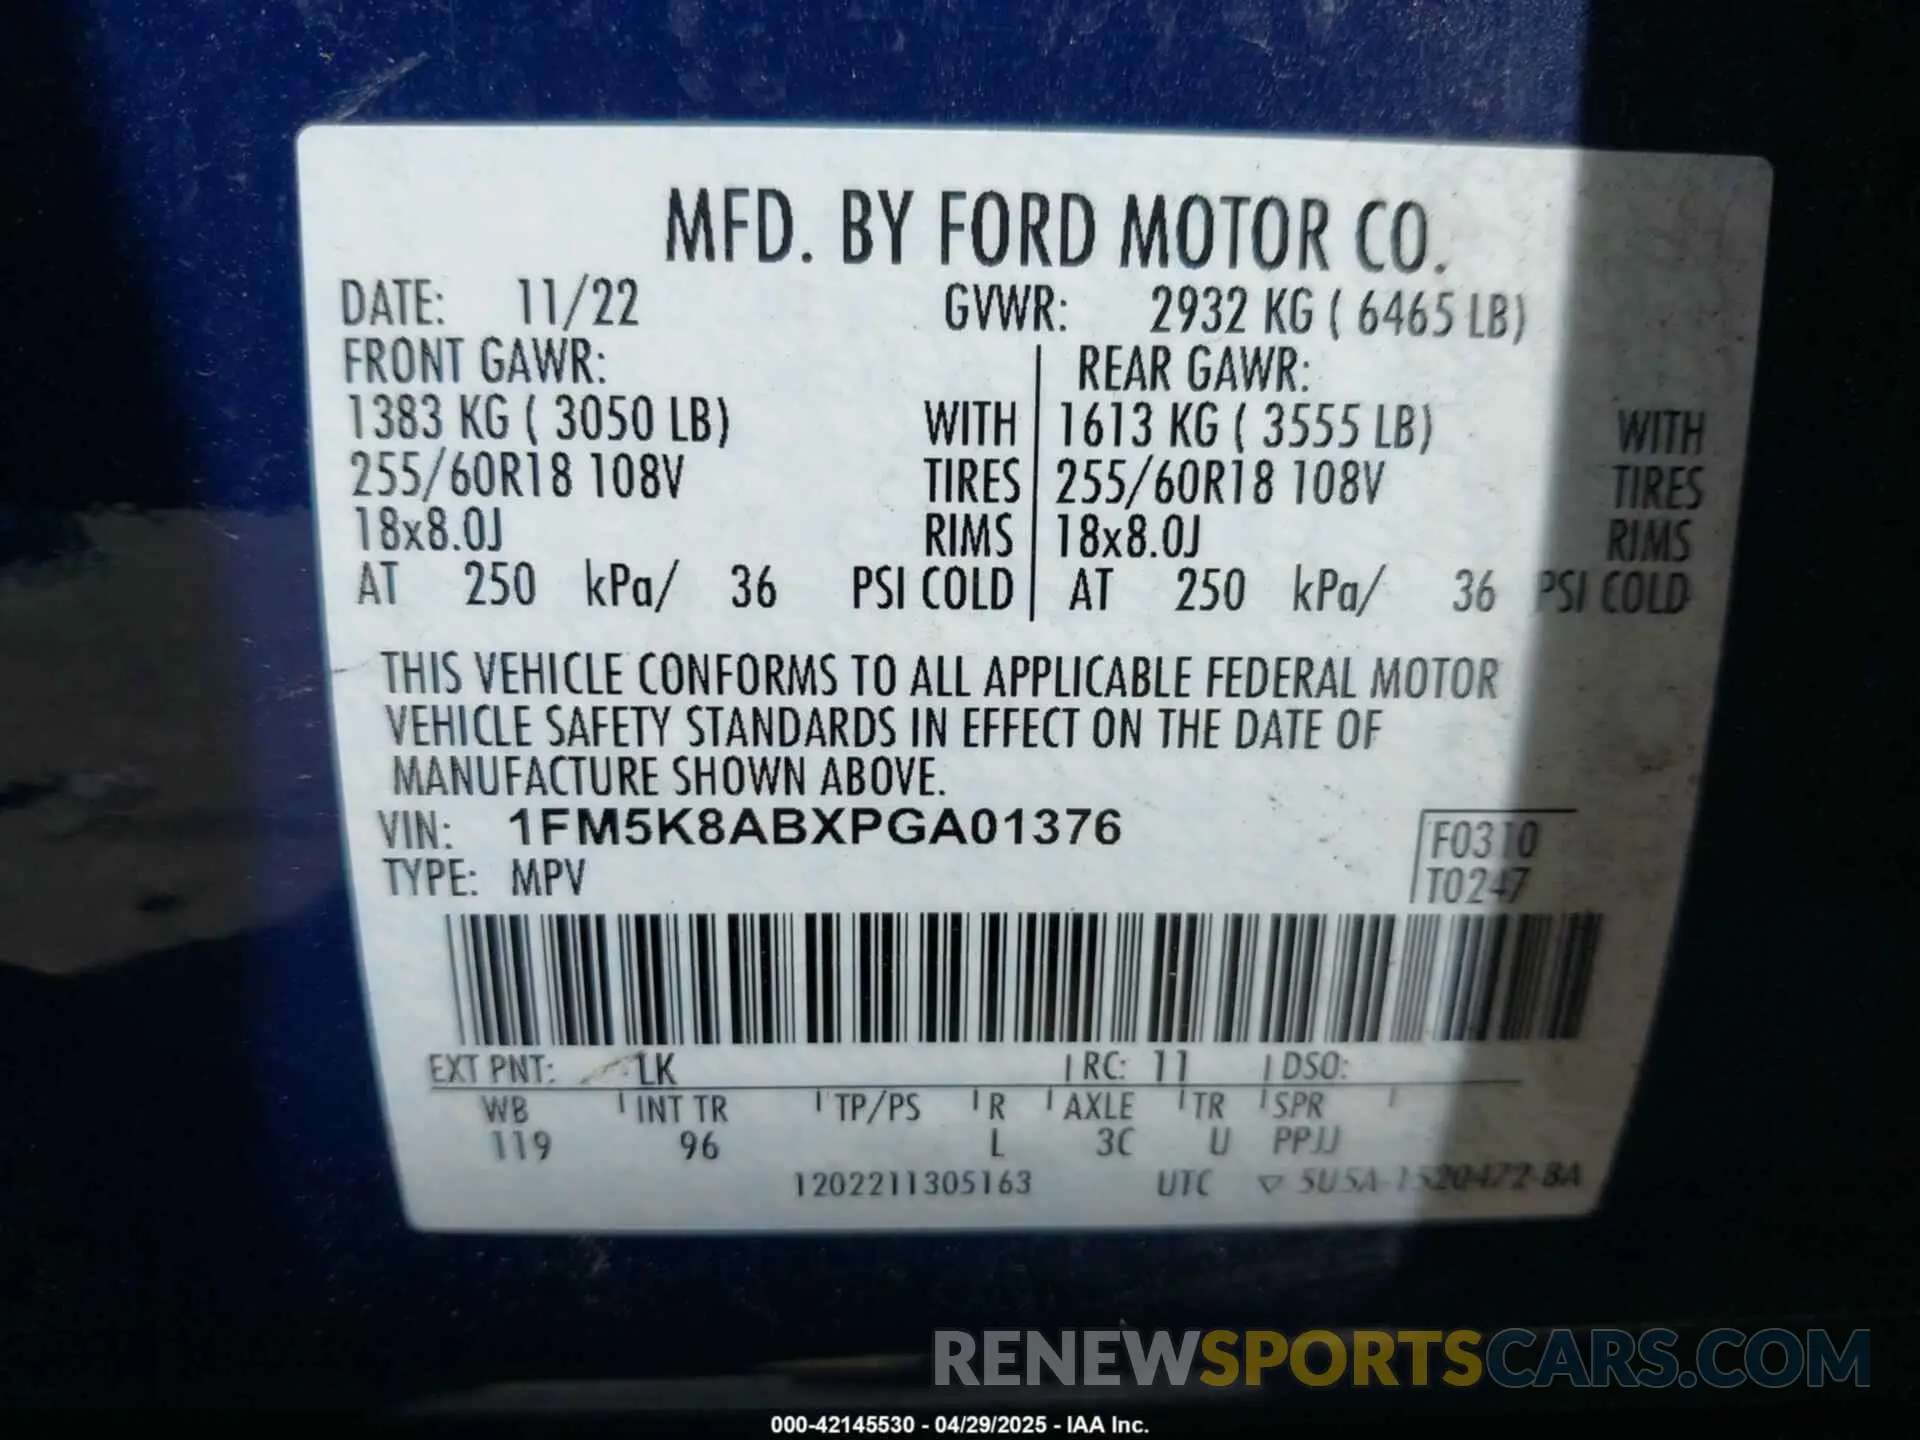 MFD. BY FORD MOTOR CO.
DATE: 11/22 GVWR: 2932 KG ( 6465 LB)
FRONT GAWR: REAR GAWR:
1383 KG ( 3050 LB) WITH 1613 KG ( 3555 LB) WITH
255/60R18 108V TIRES 255/60R18 108V TIRES
18x8.0J RIMS 18x8.0J RIMS
AT 250 kPa/ 36 PSI COLD AT 250 kPa/ 36 PSI COLD
THIS VEHICLE CONFORMS TO ALL APPLICABLE FEDERAL MOTOR
VEHICLE SAFETY STANDARDS IN EFFECT ON THE DATE OF
MANUFACTURE SHOWN ABOVE.
VIN: 1FM5K8ABXPGA01376 F0310
TYPE: MPV T0247
EXT PNT: LK RC: 11 DSO:
WB INT TR TP/PS R AXLE TR SPR
119 96 L 3C U PPJJ
1202211305163 UTC ▽ 5U5A-1520472-BA
RENEWSPORTSCARS.COM
000-42145530 - 04/29/2025 - IAA Inc.